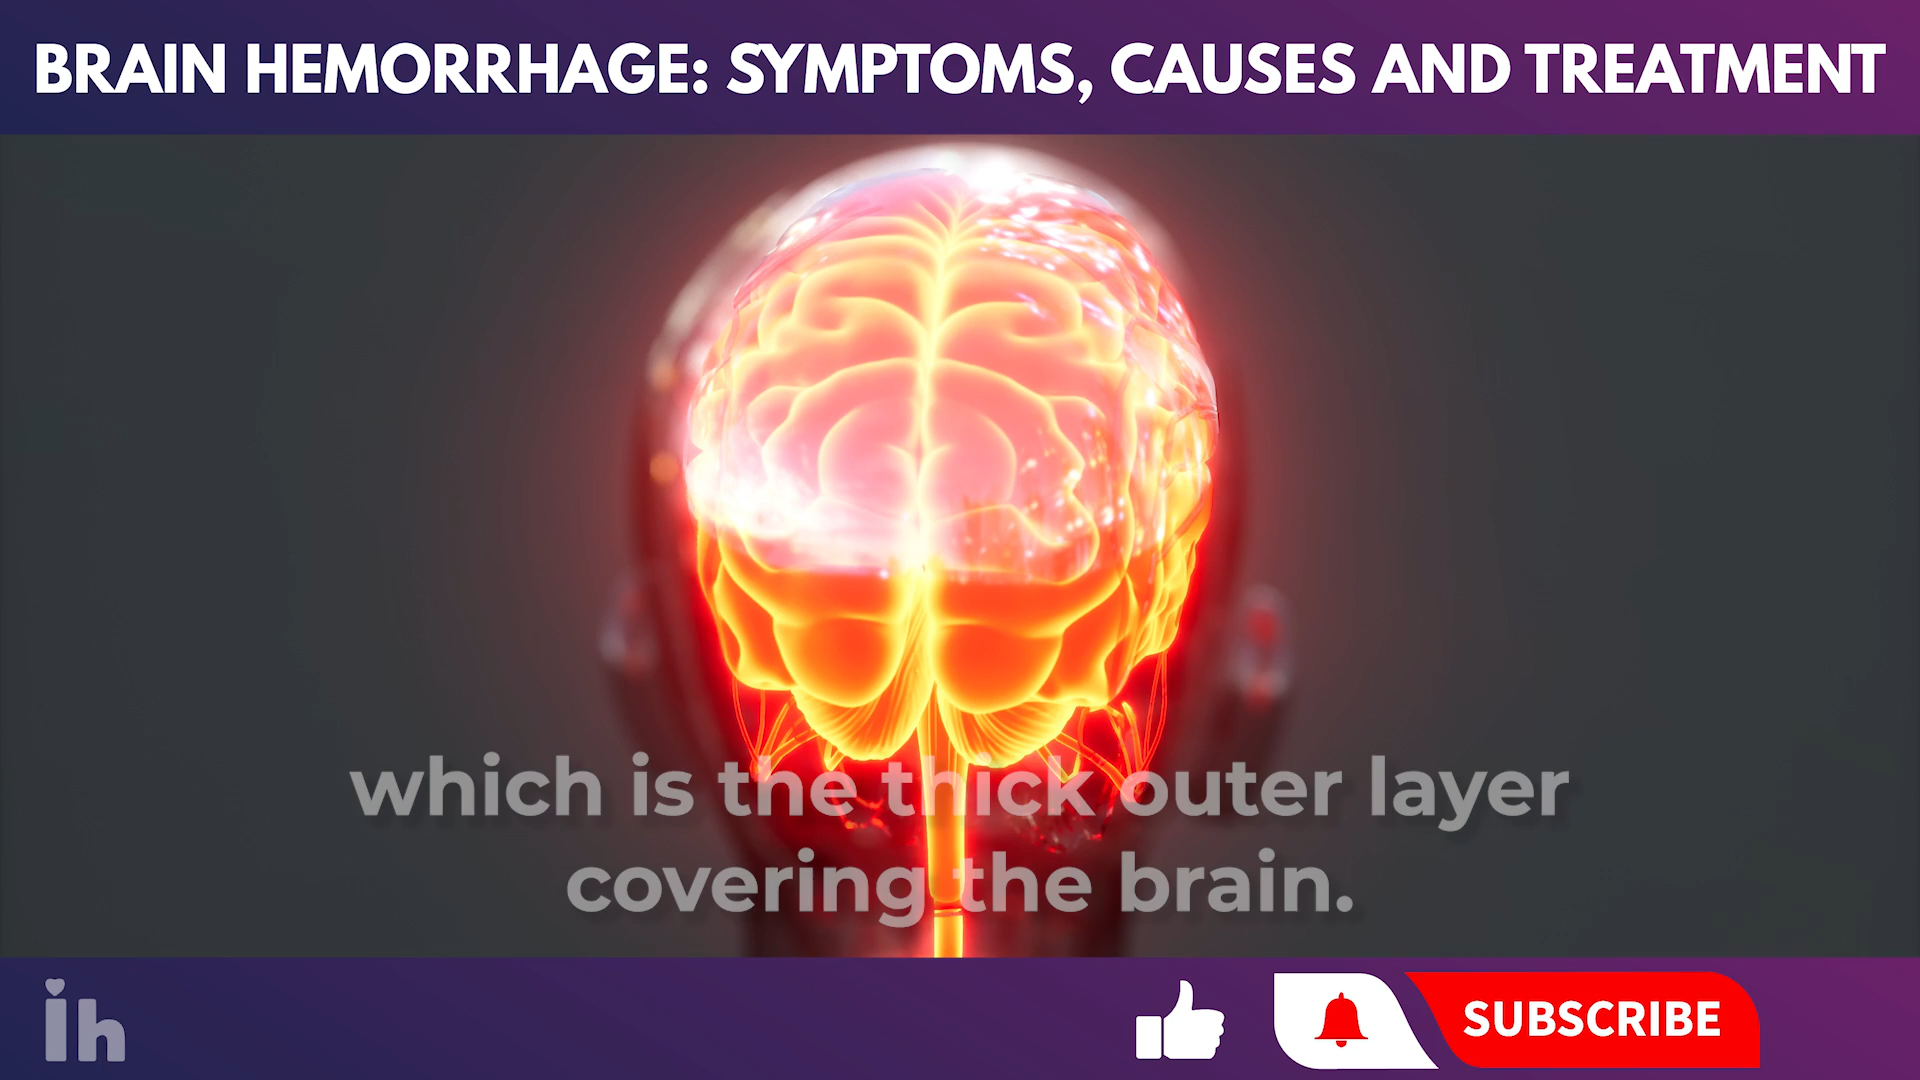 BRAIN HEMORRHAGE: SYMPTOMS, CAUSES AND TREATMENT
which is the thick outer layer
covering the brain.
ih
SUBSCRIBE